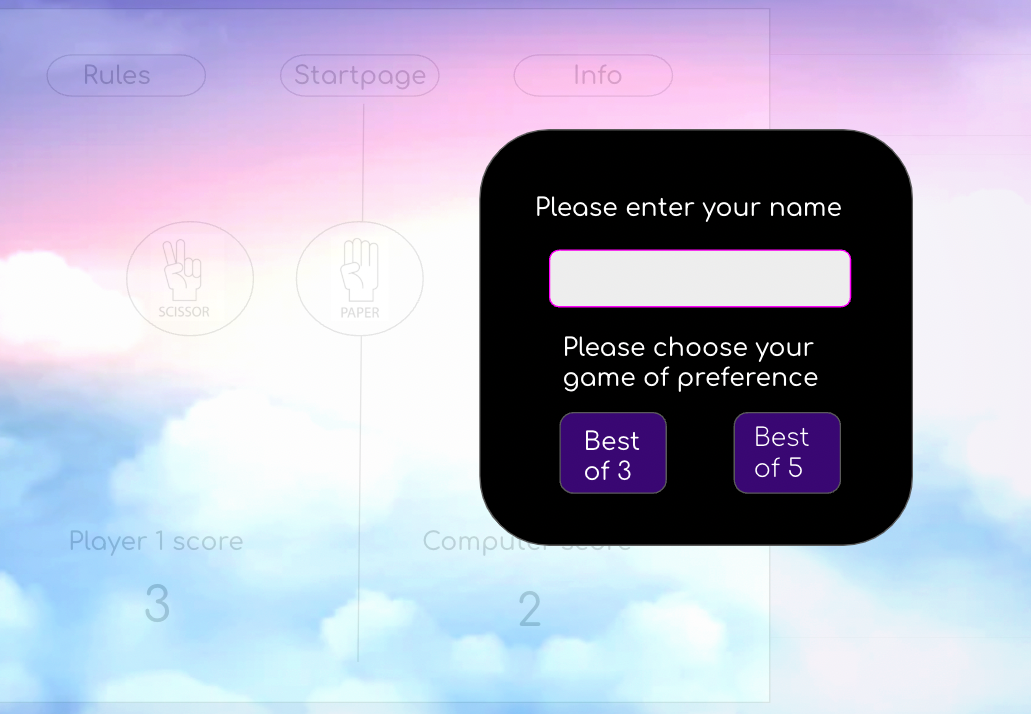 Rules
Startpage
Info
Please enter your name
SCISSOR
PAPER
Please choose your
game of preference
Best
of 3
Best
of 5
Player 1 score
Computer score
3
2